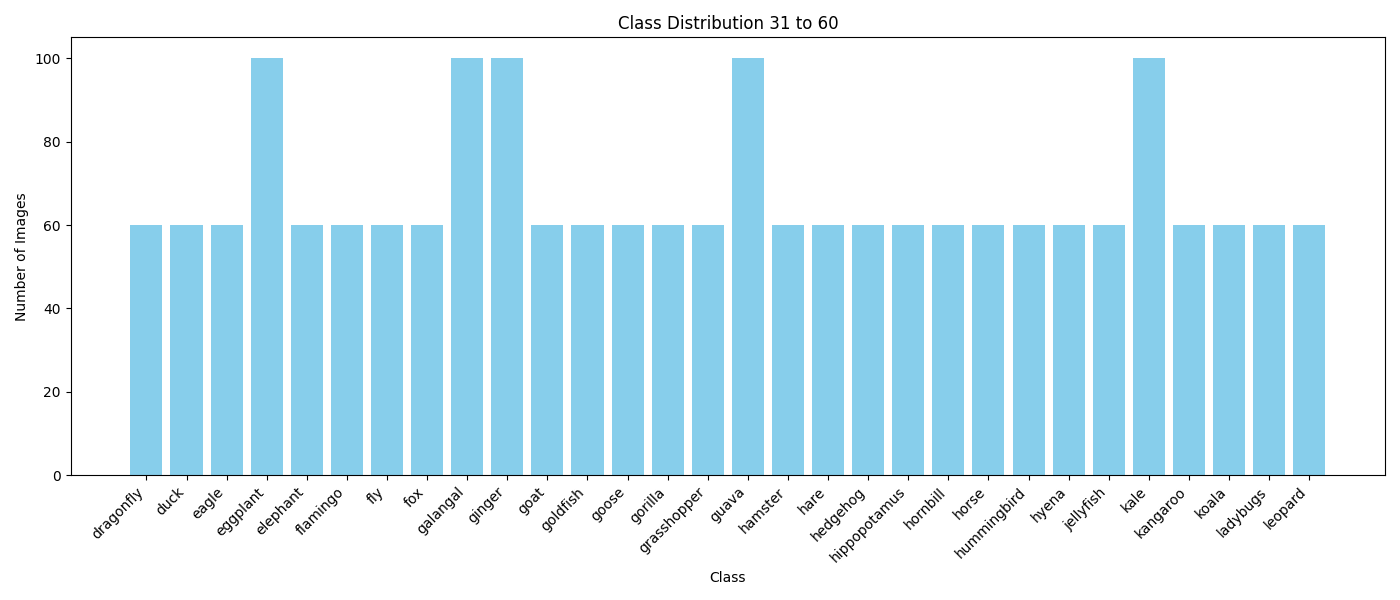 Class Distribution 31 to 60
Number of Images
100
80
60
40
20
0
dragonfly
duck
eagle
eggplant
elephant
flamingo
fly
fox
galangal
ginger
goat
goldfish
goose
gorilla
grasshopper
guava
hamster
hare
hedgehog
hippopotamus
hornbill
horse
hummingbird
hyena
jellyfish
kale
kangaroo
koala
ladybugs
leopard
Class